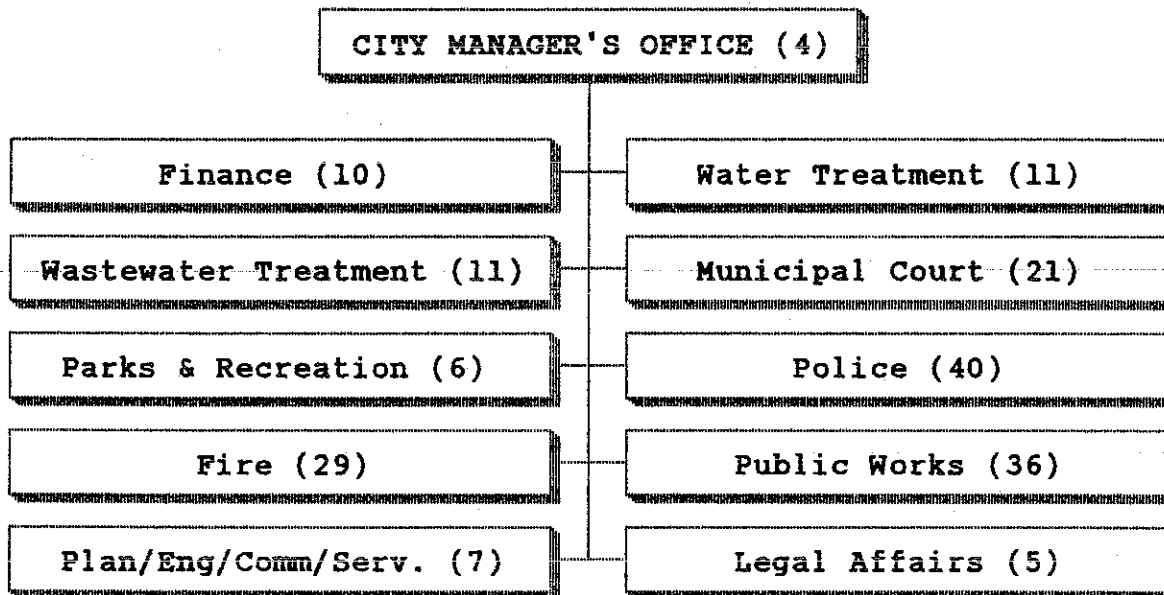 CITY MANAGER'S OFFICE (4)
Finance (10)
Water Treatment (11)
Wastewater Treatment (11)
Municipal Court (21)
Parks & Recreation (6)
Police (40)
Fire (29)
Public Works (36)
Plan/Eng/Comm/Serv. (7)
Legal Affairs (5)